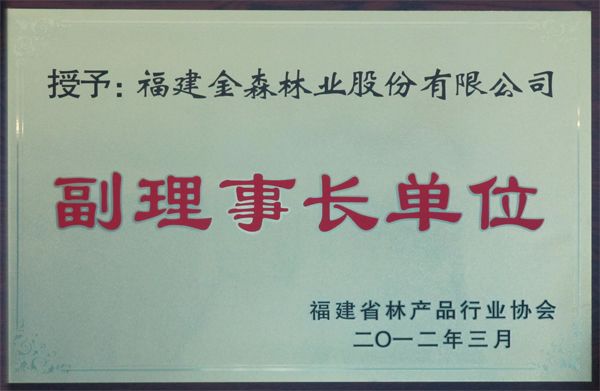 授予：福建金森林业股份有限公司
副理事长单位
福建省林产品行业协会
二〇一二年三月